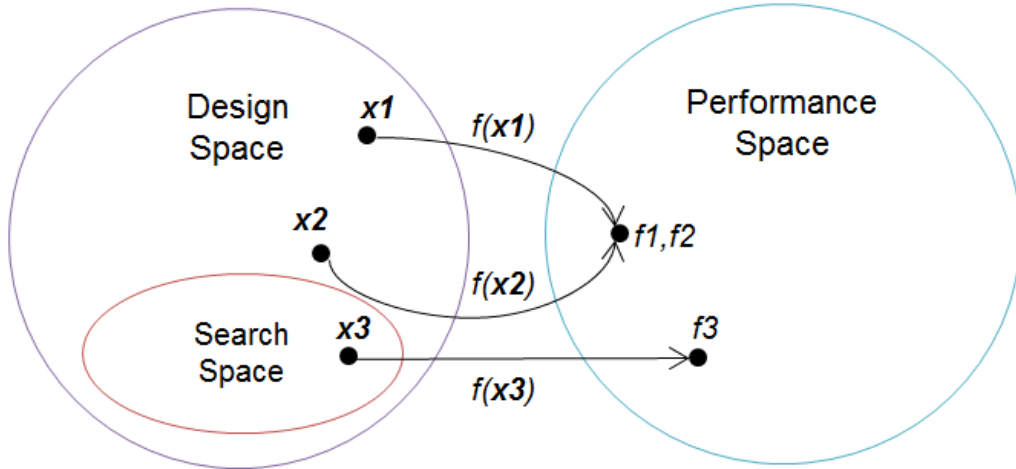 Design
Space
x1
f(x1)
Performance
Space
x2
f1,f2
f(x2)
Search
Space
x3
f3
f(x3)